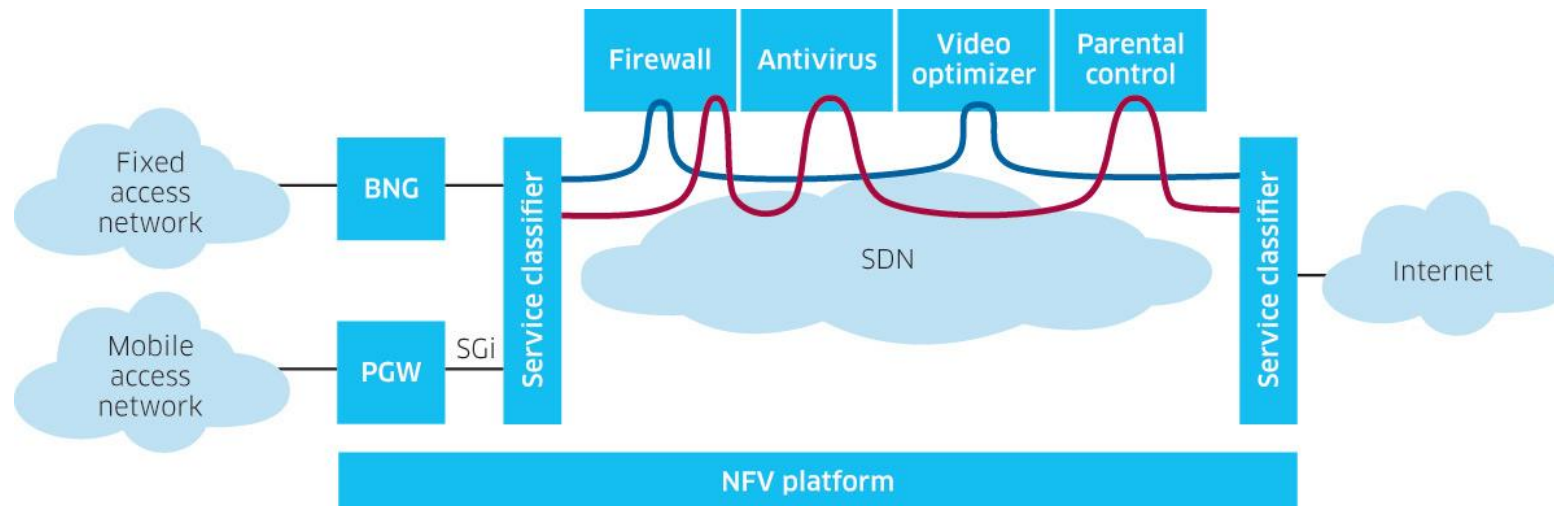 Firewall
Antivirus
Video
optimizer
Parental
control
Fixed
access
network
BNG
Service classifier
SDN
Service classifier
Internet
Mobile
access
network
PGW
SGi
NFV platform